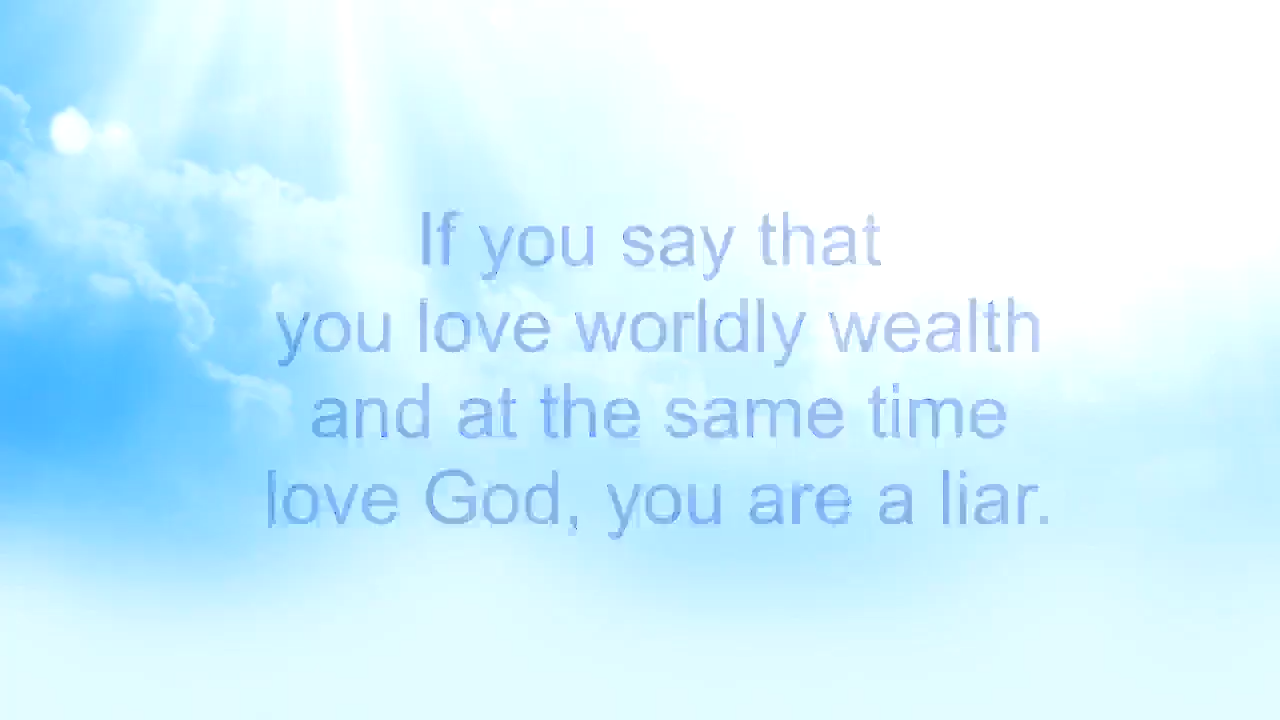 If you say that
you love worldly wealth
and at the same time
love God, you are a liar.